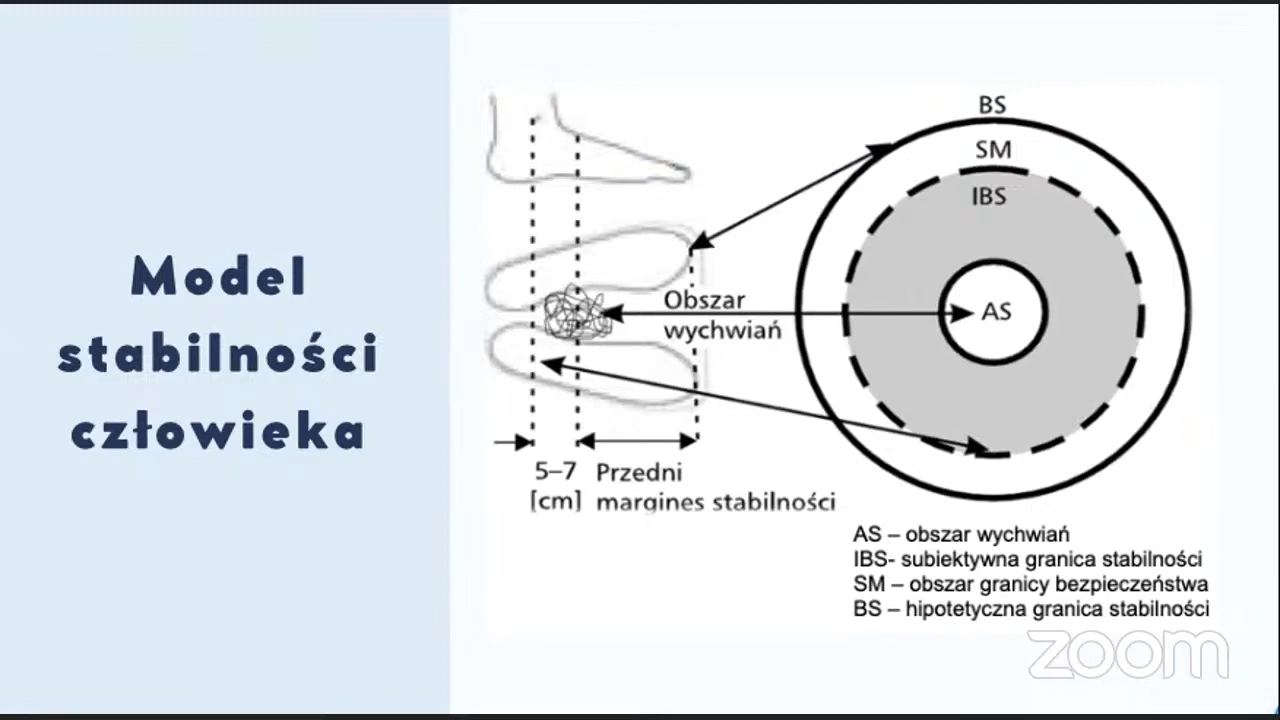 Model
stabilności
człowieka
BS
SM
IBS
AS
Obszar
wychwiań
5–7
[cm]
Przedni
margines stabilności
AS – obszar wychwiań
IBS- subiektywna granica stabilności
SM – obszar granicy bezpieczeństwa
BS – hipotetyczna granica stabilności
zoom